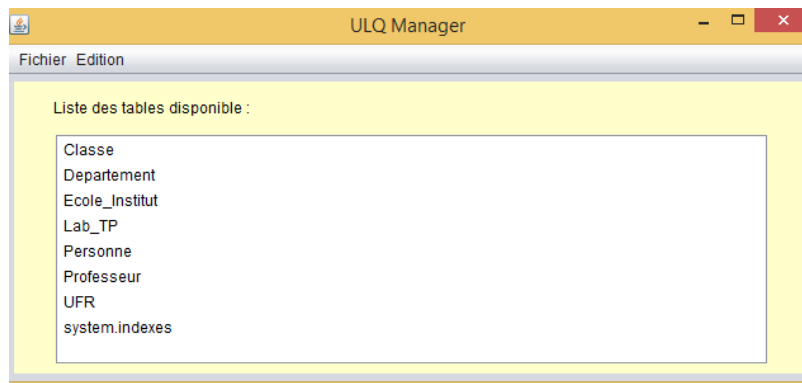 ULQ Manager
Fichier Edition
Liste des tables disponible :
Classe
Departement
Ecole_Institut
Lab_TP
Personne
Professeur
UFR
system.indexes